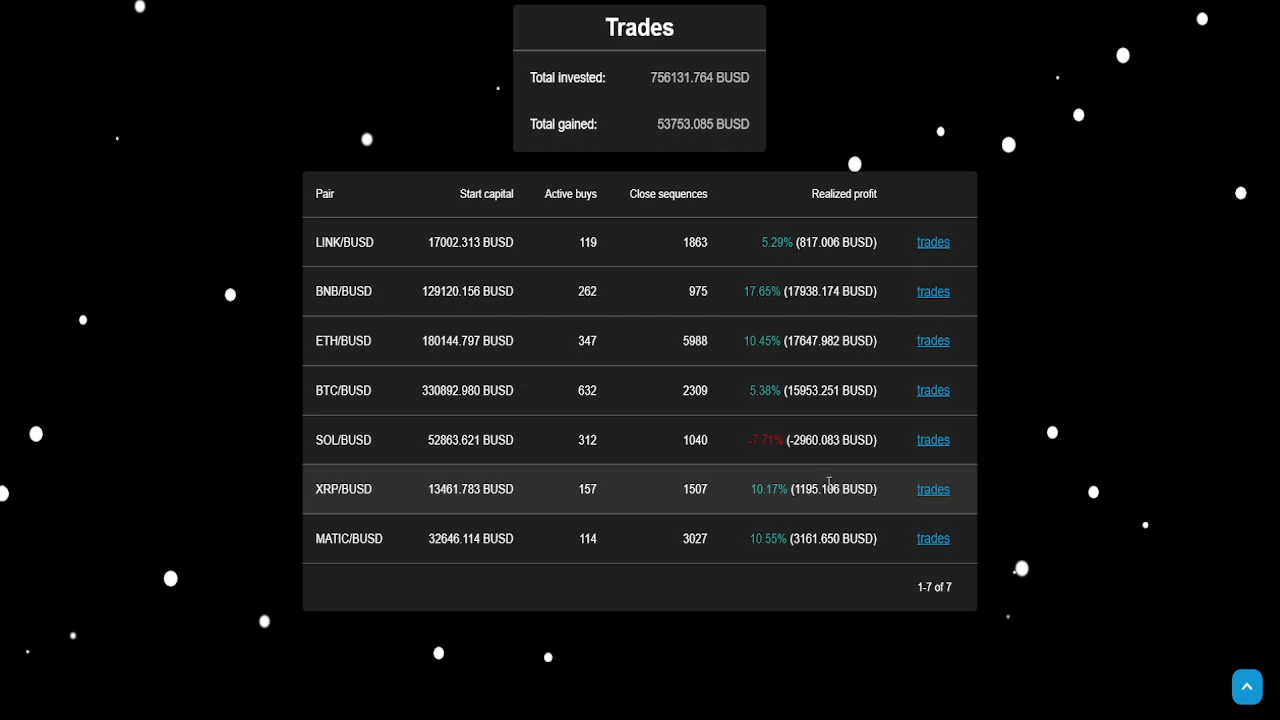 Trades
Total invested: 756131.764 BUSD
Total gained: 53753.085 BUSD
Pair Start capital Active buys Close sequences Realized profit
LINK/BUSD 17002.313 BUSD 119 1863 5.29% (817.006 BUSD) trades
BNB/BUSD 129120.156 BUSD 262 975 17.65% (17938.174 BUSD) trades
ETH/BUSD 180144.797 BUSD 347 5988 10.45% (17647.982 BUSD) trades
BTC/BUSD 330892.980 BUSD 632 2309 5.38% (15953.251 BUSD) trades
SOL/BUSD 52863.621 BUSD 312 1040 -7.71% (-2960.083 BUSD) trades
XRP/BUSD 13461.783 BUSD 157 1507 10.17% (1195.106 BUSD) trades
MATIC/BUSD 32646.114 BUSD 114 3027 10.55% (3161.650 BUSD) trades
1-7 of 7